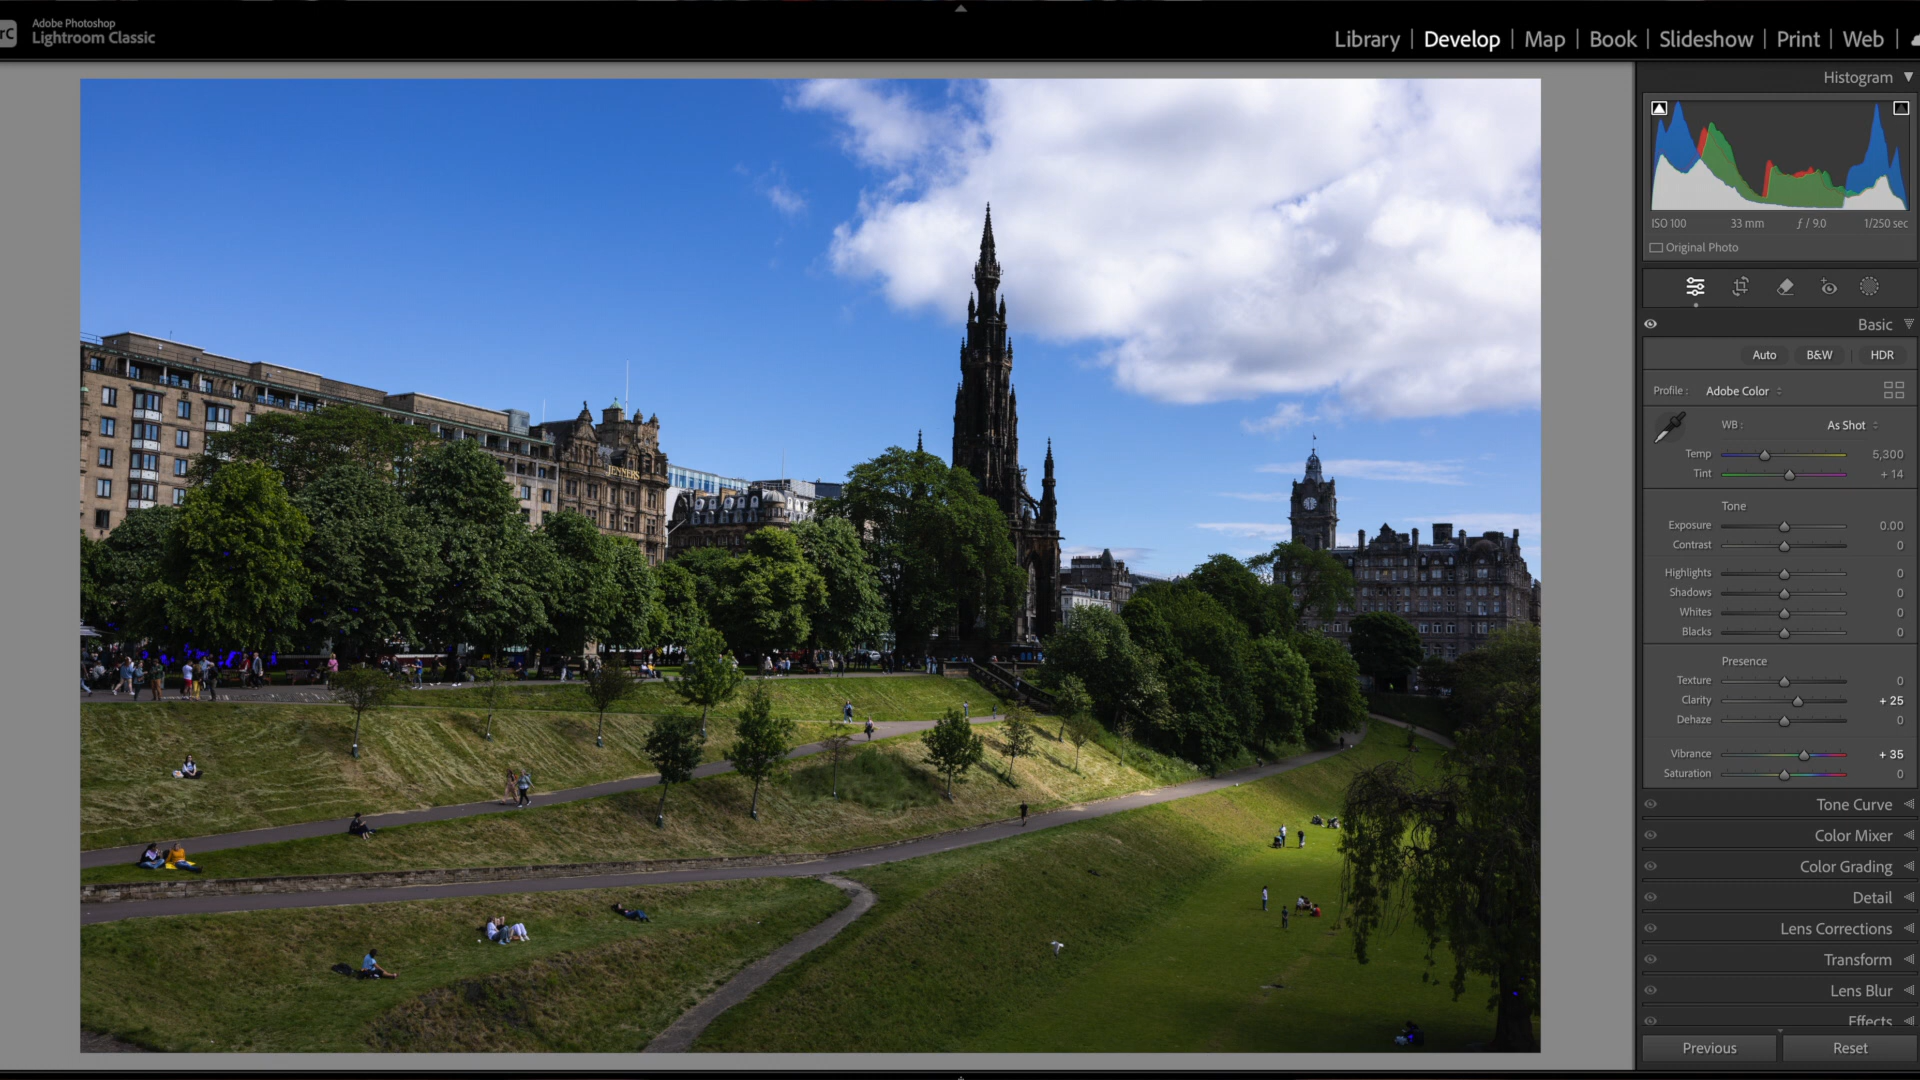 rC
Adobe Photoshop
Lightroom Classic
Library | Develop | Map | Book | Slideshow | Print | Web |
Histogram
ISO 100 33 mm ƒ / 9.0 1/250 sec
Original Photo
Basic
Auto B&W | HDR
Profile : Adobe Color
WB : As Shot
Temp 5,300
Tint + 14
Tone
Exposure 0.00
Contrast 0
Highlights 0
Shadows 0
Whites 0
Blacks 0
Presence
Texture 0
Clarity + 25
Dehaze 0
Vibrance + 35
Saturation 0
Tone Curve
Color Mixer
Color Grading
Detail
Lens Corrections
Transform
Lens Blur
Effects
Previous Reset
JENNERS